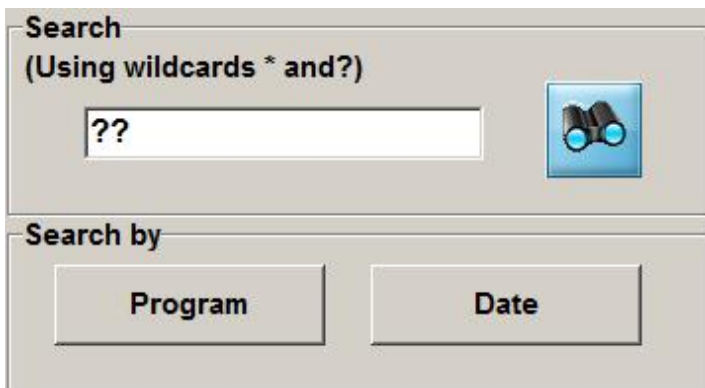 Search
(Using wildcards * and?)
??
Search by
Program Date